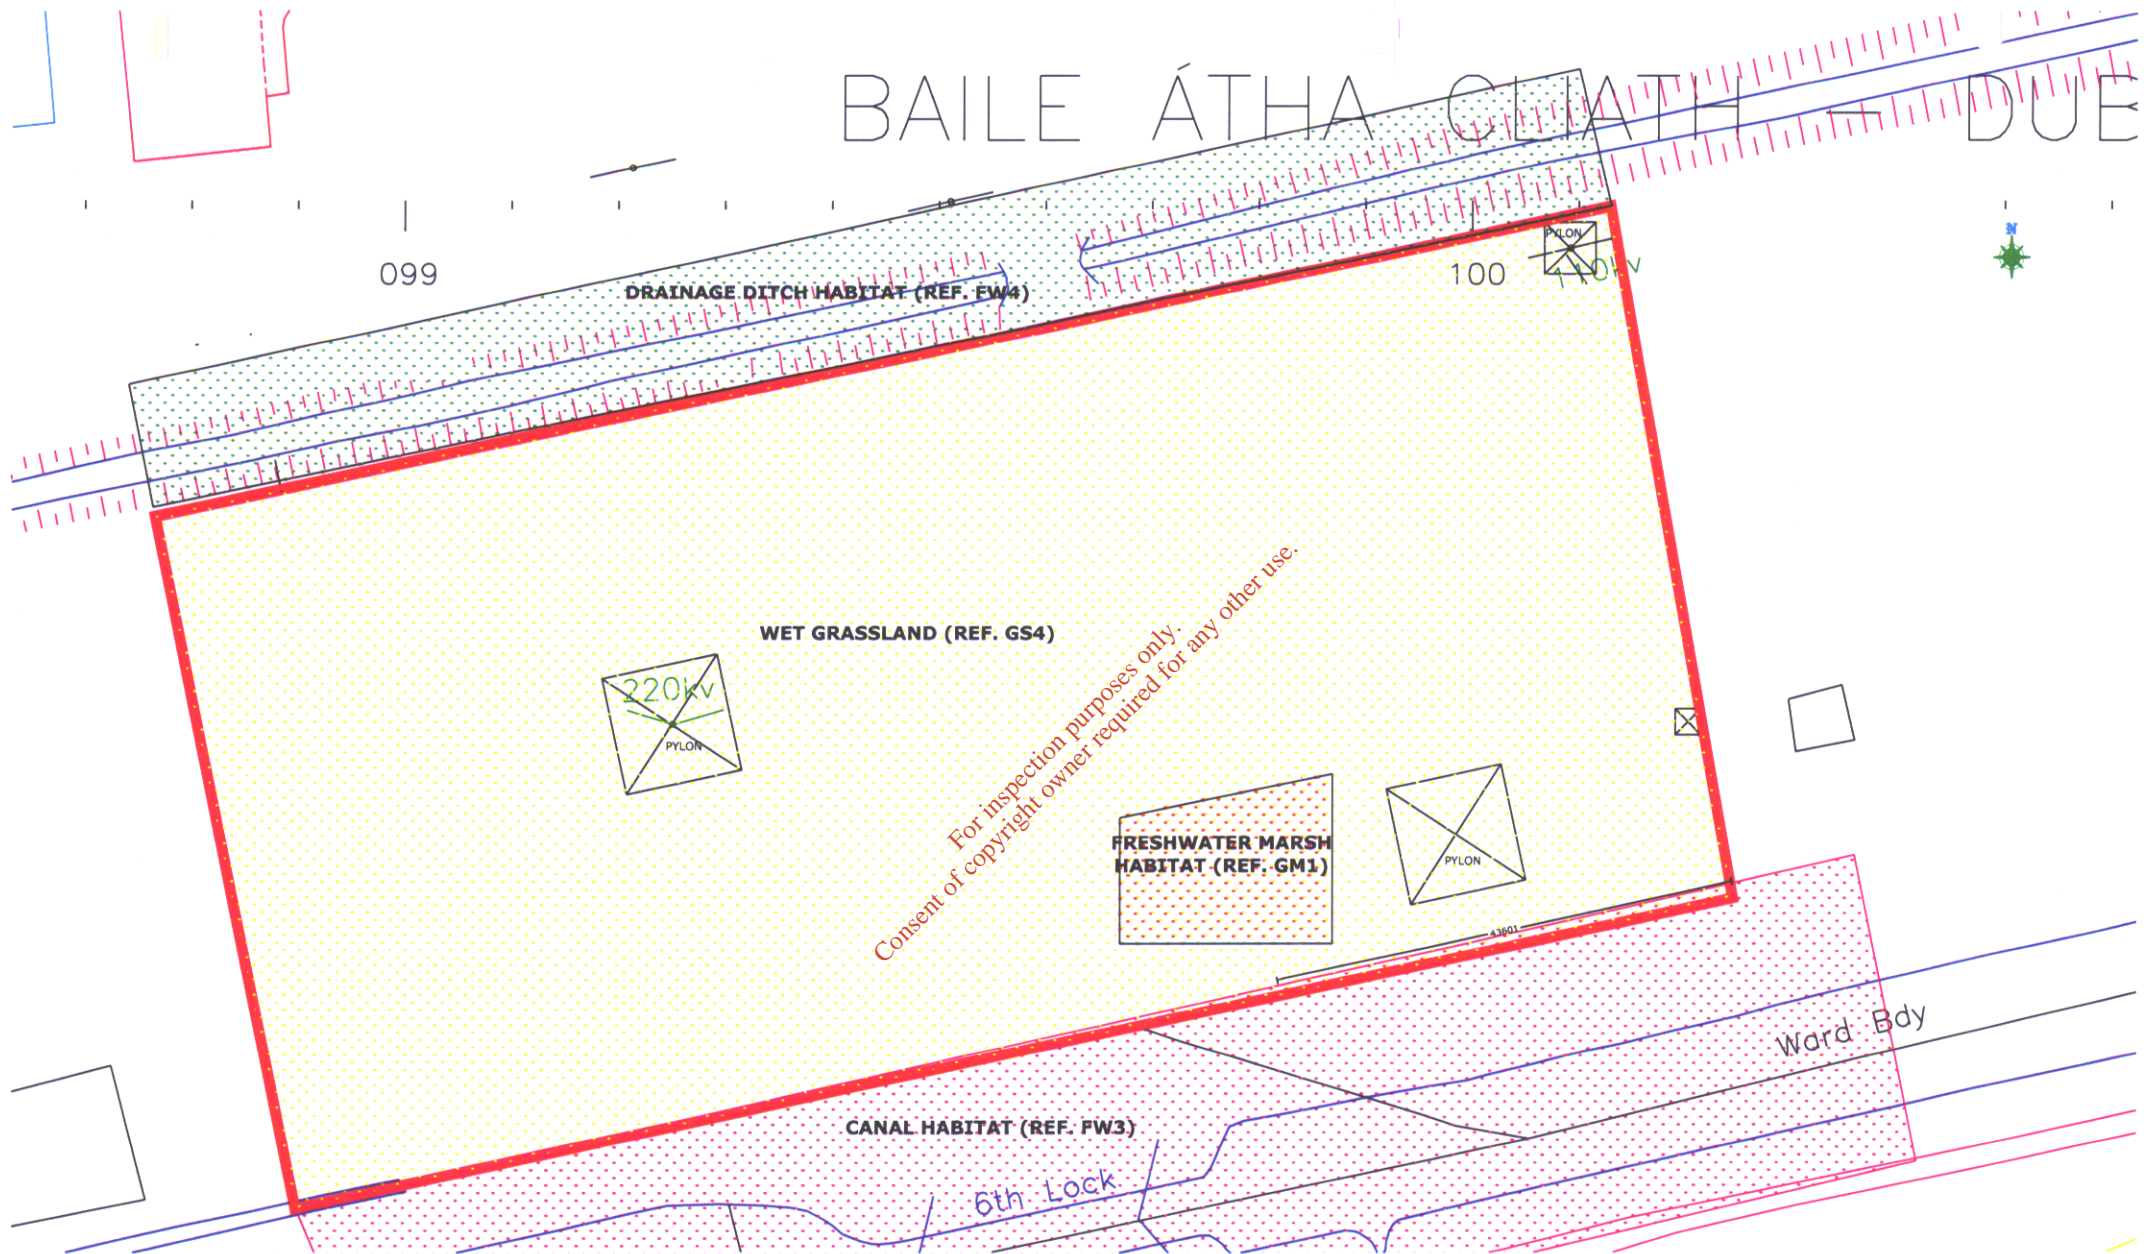 BAILE ÁTHA CLIATH – DUB
N
PYLON
099
100
110kv
DRAINAGE DITCH HABITAT (REF. FW4)
WET GRASSLAND (REF. GS4)
220kv
PYLON
For inspection purposes only.
Consent of copyright owner required for any other use.
FRESHWATER MARSH
HABITAT (REF. GM1)
PYLON
43601
Ward Bdy
CANAL HABITAT (REF. FW3)
6th Lock